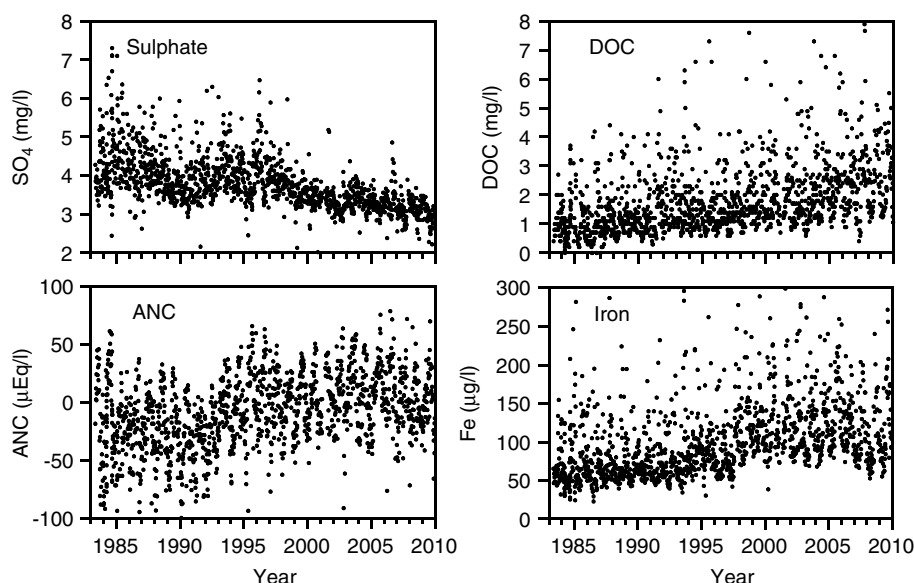 Sulphate
SO₄ (mg/l)
8
7
6
5
4
3
2
DOC
DOC (mg/l)
8
7
6
5
4
3
2
1
0
ANC
ANC (µEq/l)
100
50
0
-50
-100
1985 1990 1995 2000 2005 2010
Year
Iron
Fe (µg/l)
300
250
200
150
100
50
0
1985 1990 1995 2000 2005 2010
Year